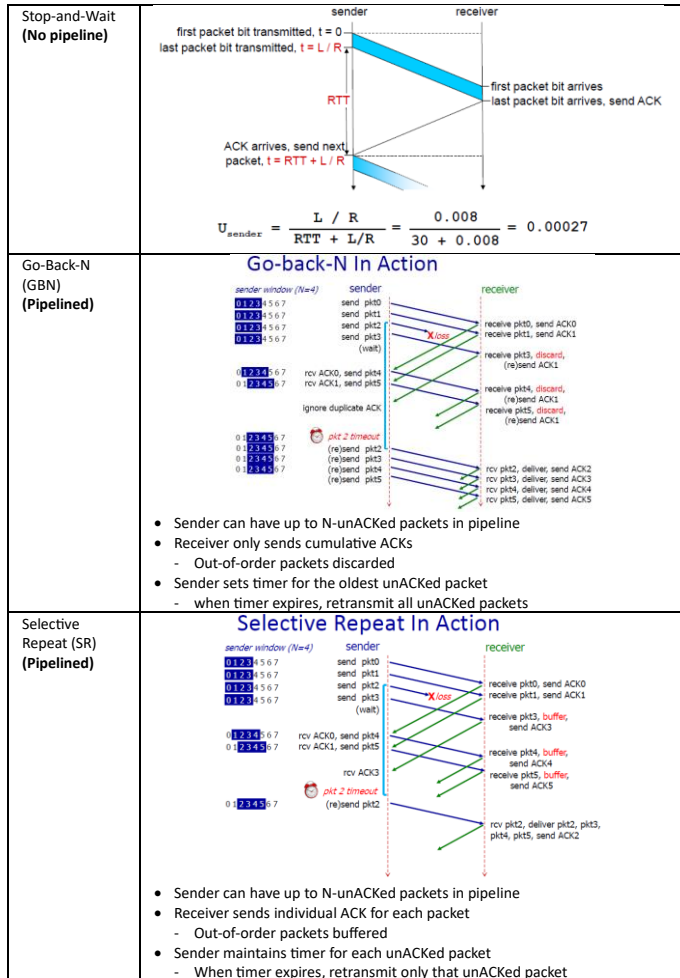 Stop-and-Wait
(No pipeline)
sender
receiver
first packet bit transmitted, t = 0
last packet bit transmitted, t = L / R
RTT
first packet bit arrives
last packet bit arrives, send ACK
ACK arrives, send next
packet, t = RTT + L / R
U sender = L / R / RTT + L/R = 0.008 / 30 + 0.008 = 0.00027
Go-Back-N
(GBN)
(Pipelined)
Go-back-N In Action
sender window (N=4)
sender
receiver
0 1 2 3 4 5 6 7
send pkt0
0 1 2 3 4 5 6 7
send pkt1
0 1 2 3 4 5 6 7
send pkt2
0 1 2 3 4 5 6 7
send pkt3
(wait)
X loss
receive pkt0, send ACK0
receive pkt1, send ACK1
receive pkt3, discard,
(re)send ACK1
0 1 2 3 4 5 6 7
rcv ACK0, send pkt4
0 1 2 3 4 5 6 7
rcv ACK1, send pkt5
receive pkt4, discard,
(re)send ACK1
receive pkt5, discard,
(re)send ACK1
ignore duplicate ACK
pkt 2 timeout
0 1 2 3 4 5 6 7
(re)send pkt2
0 1 2 3 4 5 6 7
(re)send pkt3
0 1 2 3 4 5 6 7
(re)send pkt4
0 1 2 3 4 5 6 7
(re)send pkt5
rcv pkt2, deliver, send ACK2
rcv pkt3, deliver, send ACK3
rcv pkt4, deliver, send ACK4
rcv pkt5, deliver, send ACK5
• Sender can have up to N-unACKed packets in pipeline
• Receiver only sends cumulative ACKs
- Out-of-order packets discarded
• Sender sets timer for the oldest unACKed packet
- when timer expires, retransmit all unACKed packets
Selective
Repeat (SR)
(Pipelined)
Selective Repeat In Action
sender window (N=4)
sender
receiver
0 1 2 3 4 5 6 7
send pkt0
0 1 2 3 4 5 6 7
send pkt1
0 1 2 3 4 5 6 7
send pkt2
0 1 2 3 4 5 6 7
send pkt3
(wait)
X loss
receive pkt0, send ACK0
receive pkt1, send ACK1
receive pkt3, buffer,
send ACK3
0 1 2 3 4 5 6 7
rcv ACK0, send pkt4
0 1 2 3 4 5 6 7
rcv ACK1, send pkt5
receive pkt4, buffer,
send ACK4
receive pkt5, buffer,
send ACK5
rcv ACK3
pkt 2 timeout
0 1 2 3 4 5 6 7
(re)send pkt2
rcv pkt2, deliver pkt2, pkt3,
pkt4, pkt5, send ACK2
• Sender can have up to N-unACKed packets in pipeline
• Receiver sends individual ACK for each packet
- Out-of-order packets buffered
• Sender maintains timer for each unACKed packet
- When timer expires, retransmit only that unACKed packet